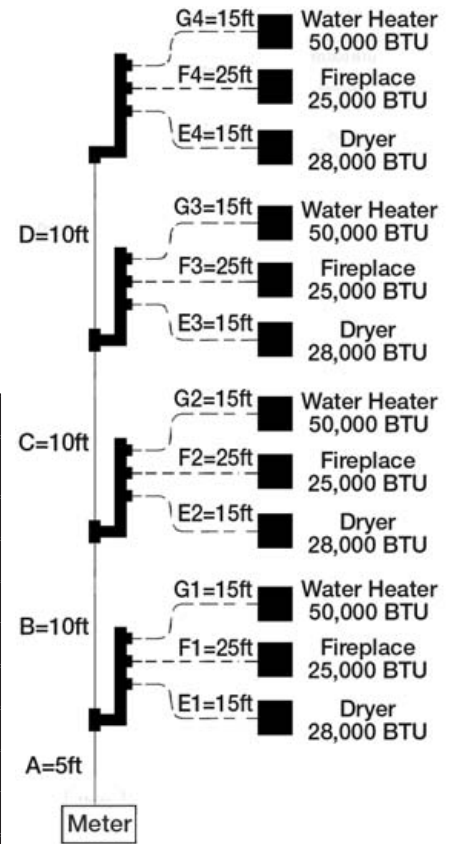 G4=15ft
Water Heater
50,000 BTU
F4=25ft
Fireplace
25,000 BTU
E4=15ft
Dryer
28,000 BTU
D=10ft
G3=15ft
Water Heater
50,000 BTU
F3=25ft
Fireplace
25,000 BTU
E3=15ft
Dryer
28,000 BTU
C=10ft
G2=15ft
Water Heater
50,000 BTU
F2=25ft
Fireplace
25,000 BTU
E2=15ft
Dryer
28,000 BTU
B=10ft
G1=15ft
Water Heater
50,000 BTU
F1=25ft
Fireplace
25,000 BTU
E1=15ft
Dryer
28,000 BTU
A=5ft
Meter